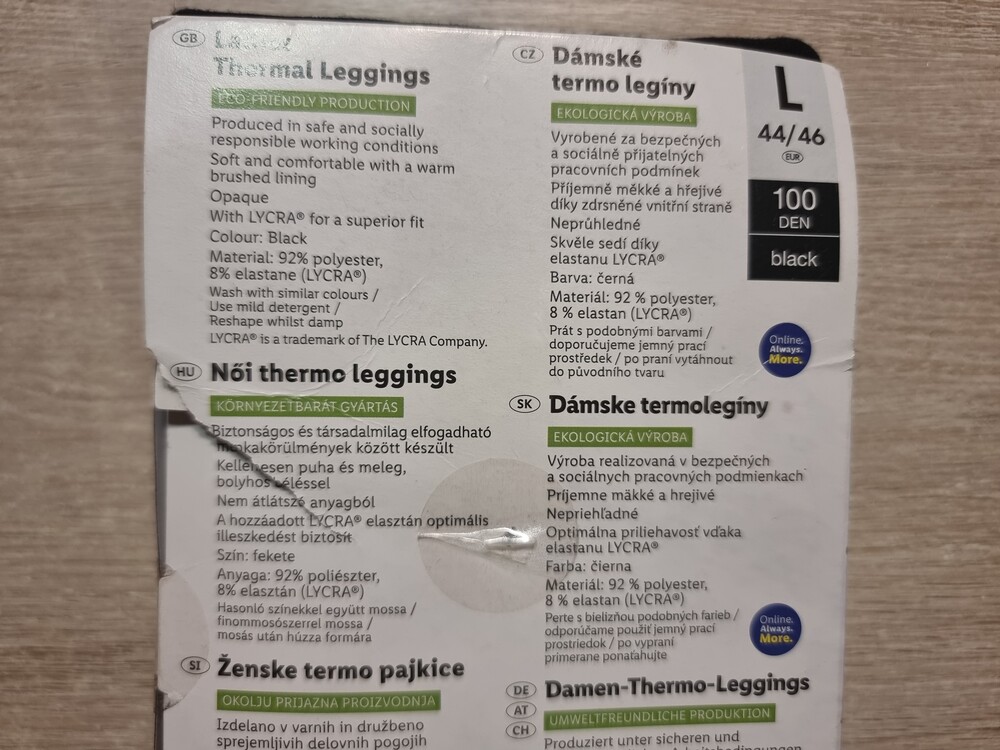 GB
Ladies'
Thermal Leggings
ECO-FRIENDLY PRODUCTION
Produced in safe and socially
responsible working conditions
Soft and comfortable with a warm
brushed lining
Opaque
With LYCRA® for a superior fit
Colour: Black
Material: 92% polyester,
8% elastane (LYCRA®)
Wash with similar colours /
Use mild detergent /
Reshape whilst damp
LYCRA® is a trademark of The LYCRA Company.
HU
Női thermo leggings
KÖRNYEZETBARÁT GYÁRTÁS
Biztonságos és társadalmilag elfogadható
munkakörülmények között készült
Kellemesen puha és meleg,
bolyhos béléssel
Nem átlátszó anyagból
A hozzáadott LYCRA® elasztán optimális
illeszkedést biztosít
Szín: fekete
Anyaga: 92% poliészter,
8% elasztán (LYCRA®)
Hasonló színekkel együtt mossa /
finommosószerrel mossa /
mosás után húzza formára
SI
Ženske termo pajkice
OKOLJU PRIJAZNA PROIZVODNJA
Izdelano v varnih in družbeno
sprejemljivih delovnih pogojih
CZ
Dámské
termo legíny
EKOLOGICKÁ VÝROBA
Vyrobené za bezpečných
a sociálně přijatelných
pracovních podmínek
Příjemně měkké a hřejivé
díky zdrsněné vnitřní straně
Neprůhledné
Skvěle sedí díky
elastanu LYCRA®
Barva: černá
Materiál: 92 % polyester,
8 % elastan (LYCRA®)
Prát s podobnými barvami /
doporučujeme jemný prací
prostředek / po praní vytáhnout
do původního tvaru
SK
Dámske termolegíny
EKOLOGICKÁ VÝROBA
Výroba realizovaná v bezpečných
a sociálnych pracovných podmienkach
Príjemne mäkké a hrejivé
Nepriehľadné
Optimálna priliehavosť vďaka
elastanu LYCRA®
Farba: čierna
Materiál: 92 % polyester,
8 % elastan (LYCRA®)
Perte s bielizňou podobných farieb /
odporúčame použiť jemný prací
prostriedok / po vypraní
primerane ponaťahujte
DE
AT
CH
Damen-Thermo-Leggings
UMWELTFREUNDLICHE PRODUKTION
Produziert unter sicheren und
L
44/46
EUR
100
DEN
black
Online.
Always.
More.
Online.
Always.
More.